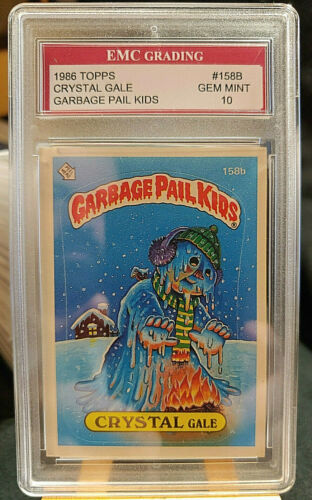 EMC GRADING
1986 TOPPS #158B
CRYSTAL GALE GEM MINT
GARBAGE PAIL KIDS 10
158b
GARBAGE PAIL KIDS®
CRYSTAL GALE